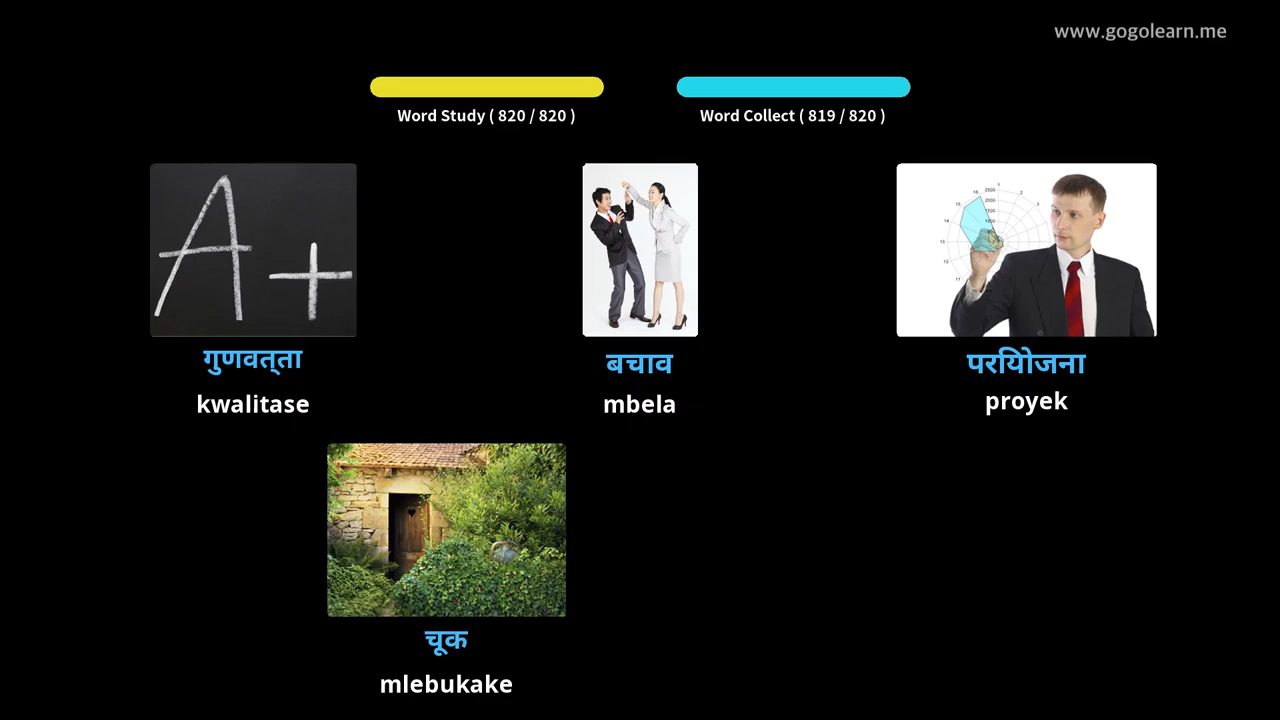 www.gogolearn.me
Word Study ( 820 / 820 )
Word Collect ( 819 / 820 )
A+
गुणवत्ता
बचाव
परियोजना
kwalitase
mbela
proyek
चूक
mlebukake